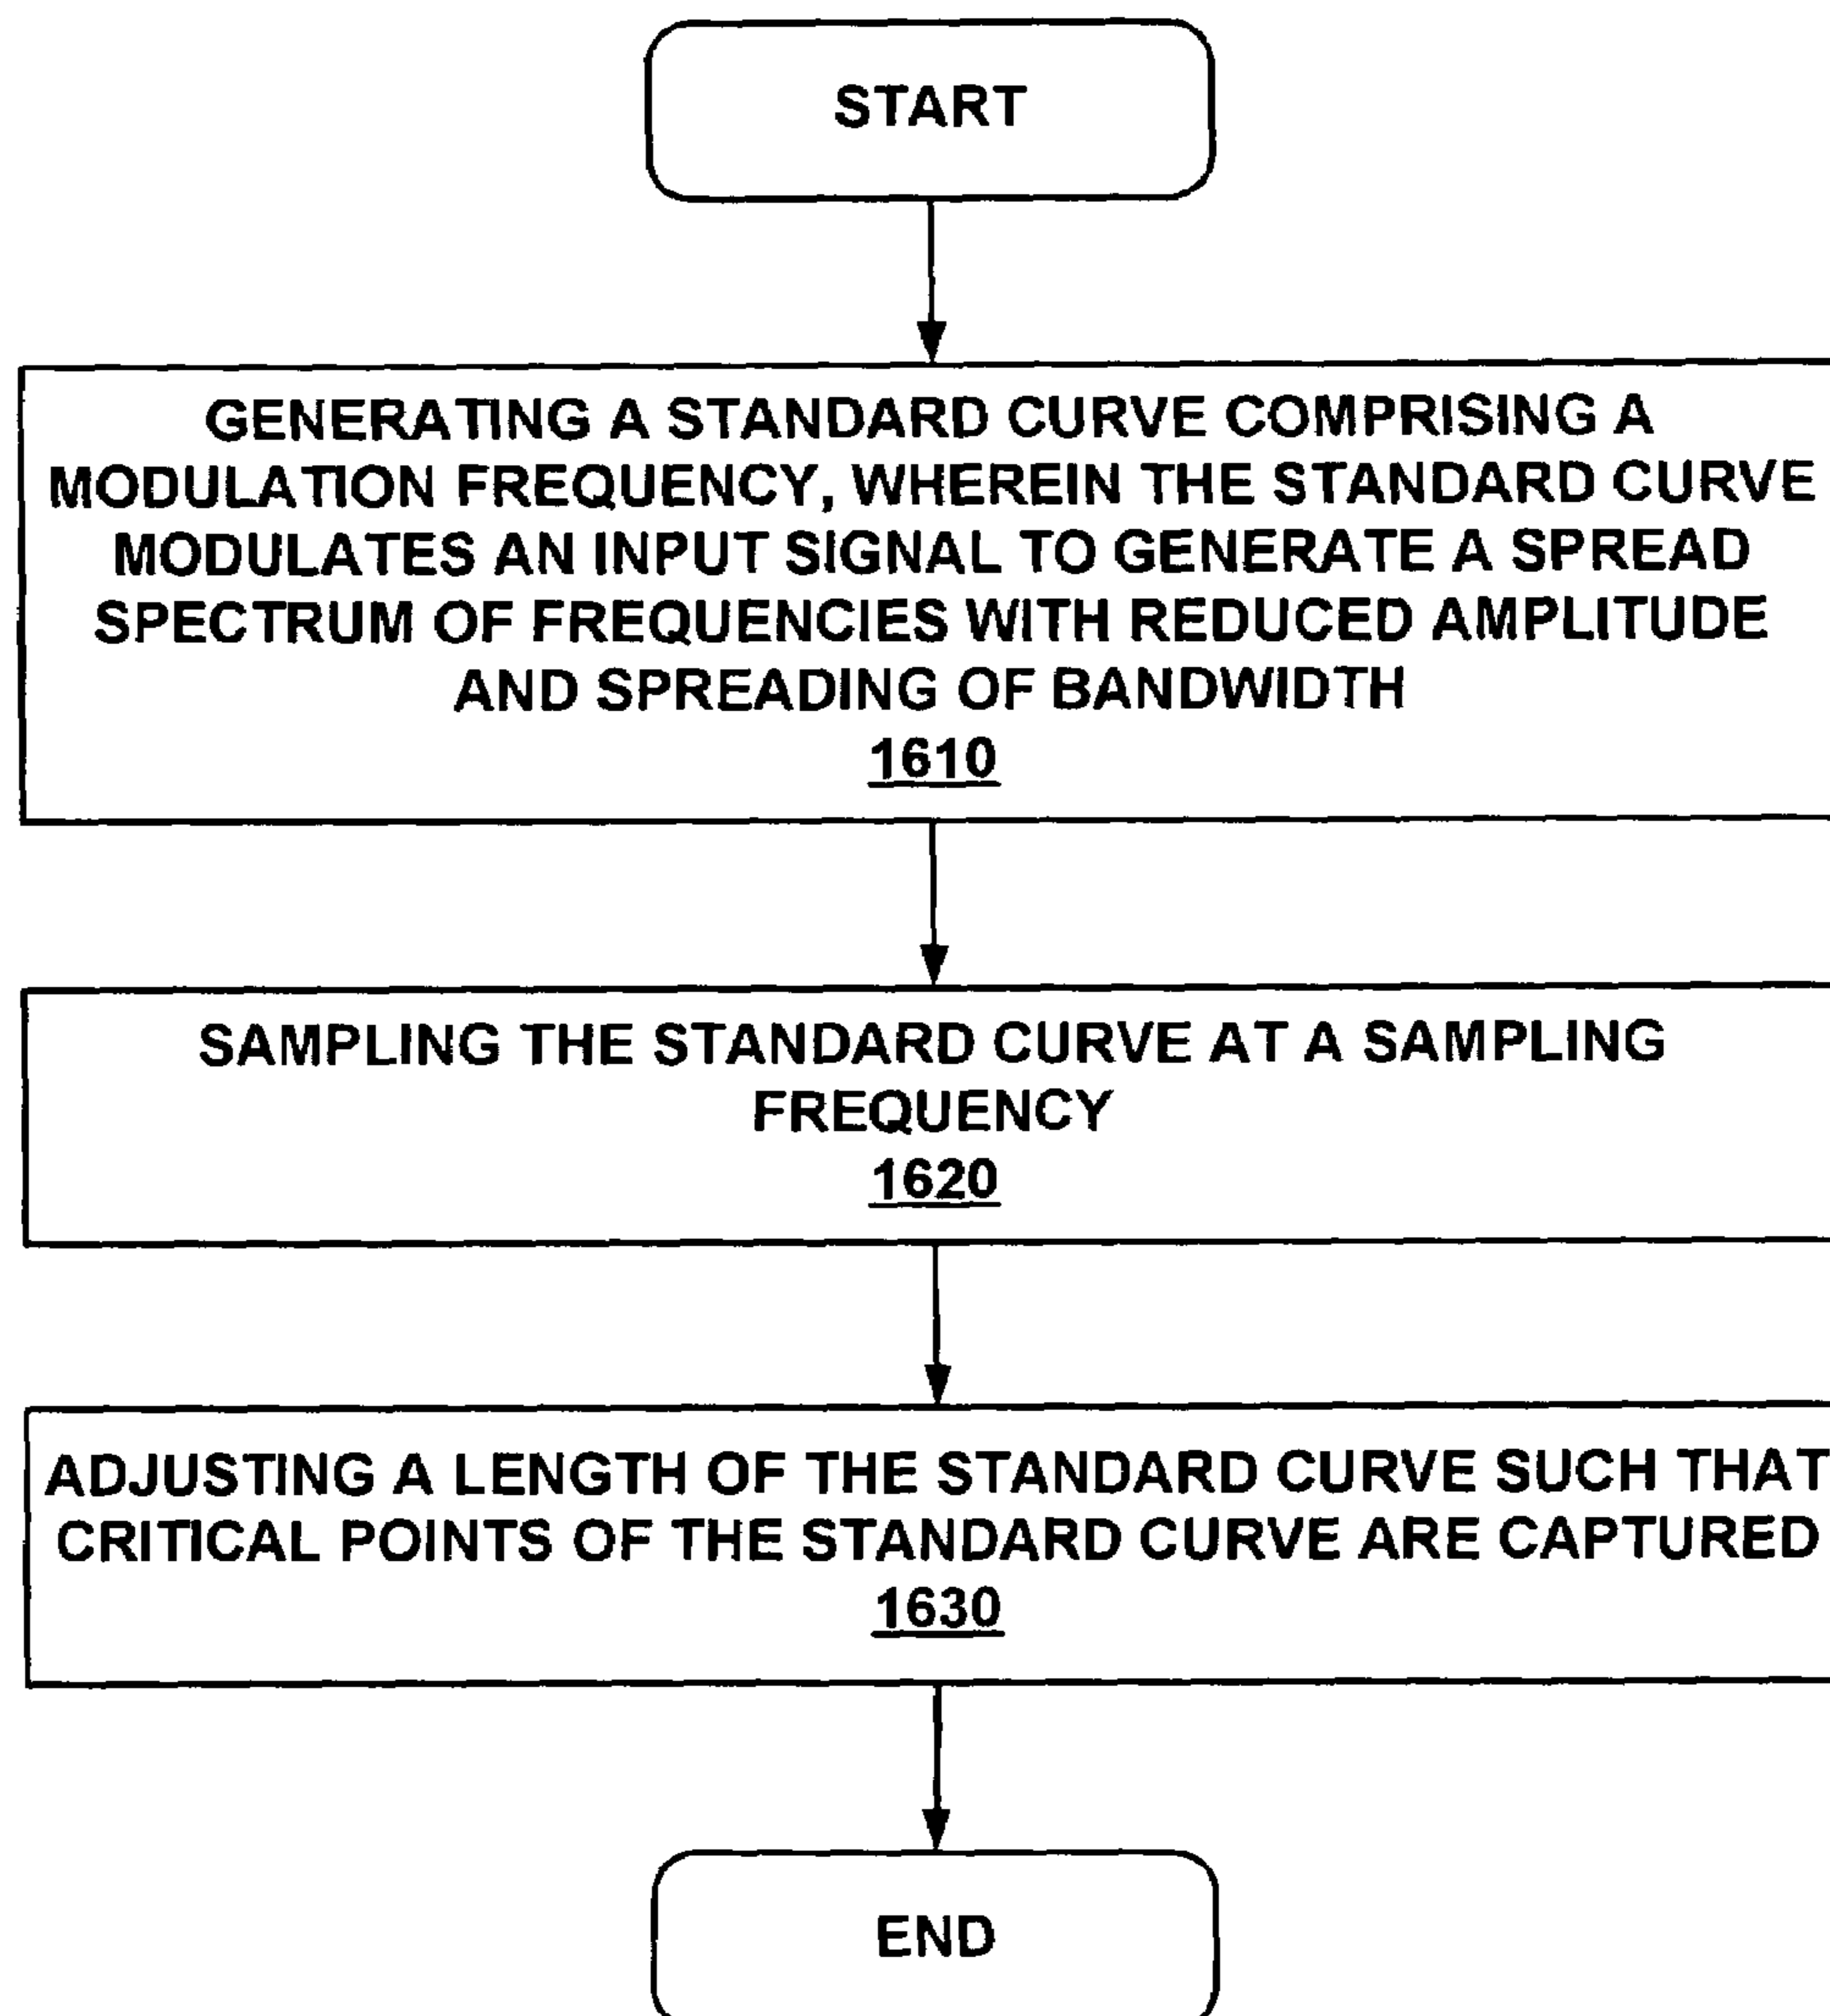 START
GENERATING A STANDARD CURVE COMPRISING A
MODULATION FREQUENCY, WHEREIN THE STANDARD CURVE
MODULATES AN INPUT SIGNAL TO GENERATE A SPREAD
SPECTRUM OF FREQUENCIES WITH REDUCED AMPLITUDE
AND SPREADING OF BANDWIDTH
1610
SAMPLING THE STANDARD CURVE AT A SAMPLING
FREQUENCY
1620
ADJUSTING A LENGTH OF THE STANDARD CURVE SUCH THAT
CRITICAL POINTS OF THE STANDARD CURVE ARE CAPTURED
1630
END